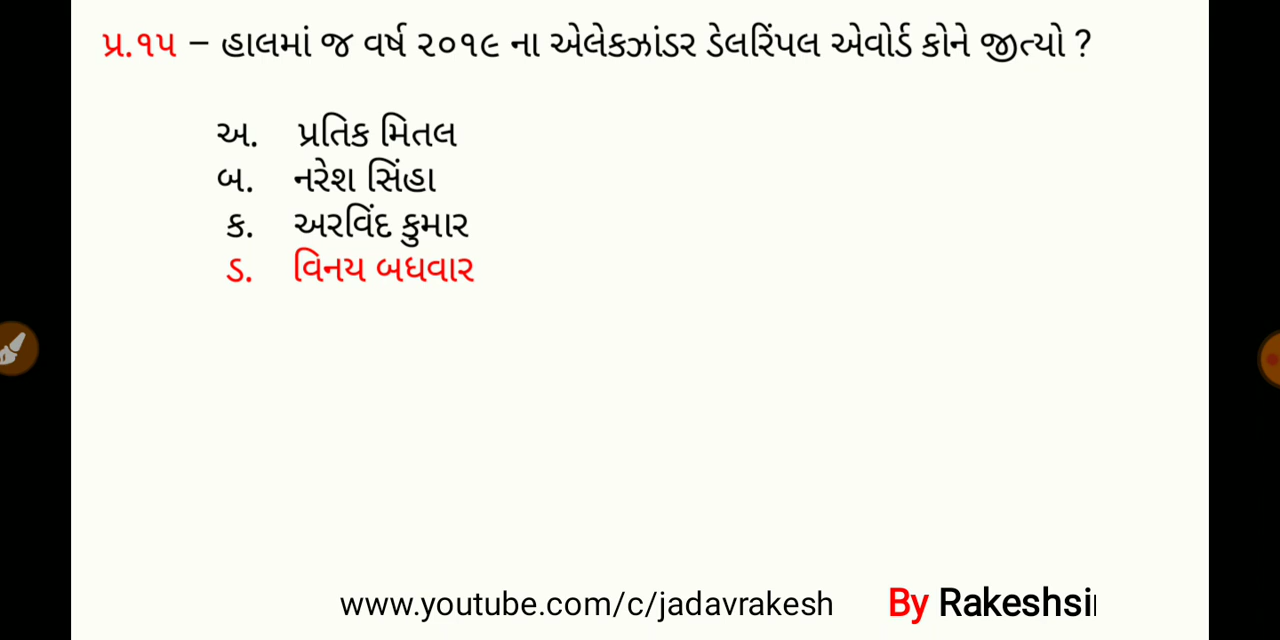 પ્ર.૧૫ – હાલમાં જ વર્ષ ૨૦૧૯ ના એલેકઝાંડર ડેલરિંપલ એવોર્ડ કોને જીત્યો ?
અ. પ્રતિક મિતલ
બ. નરેશ સિંહા
ક. અરવિંદ કુમાર
ડ. વિનય બધવાર
www.youtube.com/c/jadavrakesh By Rakeshsi